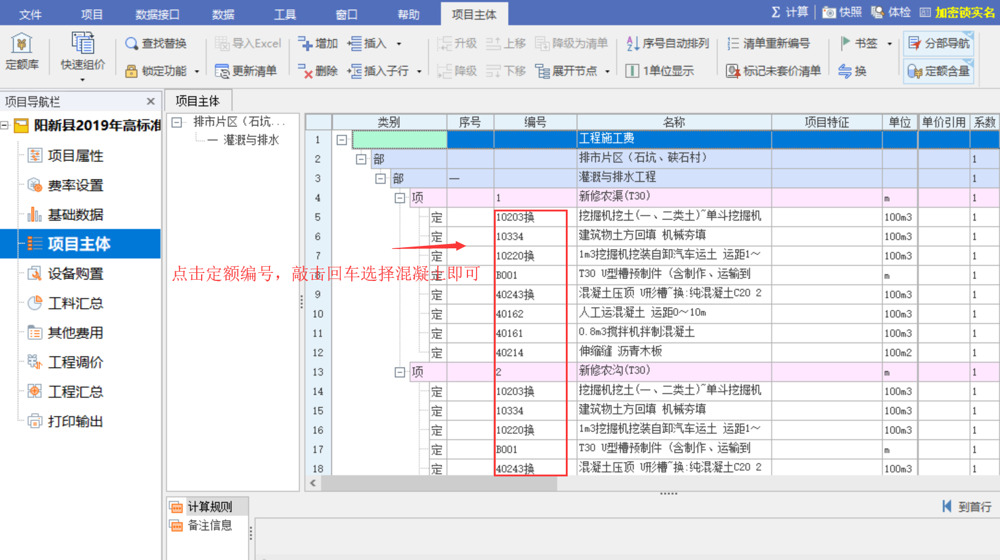 文件 项目 数据接口 数据 工具 窗口 帮助 项目主体 Σ 计算 快照 体检 加密锁实名
定额库 快速组价 查找替换 导入Excel 增加 插入 升级 上移 降级为清单 序号自动排列 清单重新编号 书签 分部导航
锁定功能 更新清单 删除 插入子行 降级 下移 展开节点 1单位显示 标记未套价清单 换 定额含量
项目导航栏
项目主体
阳新县2019年高标准
项目属性
费率设置
基础数据
项目主体
设备购置
工料汇总
其他费用
工程调价
工程汇总
打印输出
排市片区（石坑...
一 灌溉与排水
类别 序号 编号 名称 项目特征 单位 单价引用 系数
1 工程施工费
2 部 排市片区（石坑、硖石村） 1
3 部 一 灌溉与排水工程 1
4 项 1 新修农渠(T30) m 1
5 定 10203换 挖掘机挖土(一、二类土)~单斗挖掘机 100m3 1
6 定 10334 建筑物土方回填 机械夯填 100m3 1
7 定 10220换 1m3挖掘机挖装自卸汽车运土 运距1～ 100m3 1
8 定 B001 T30 U型槽预制件（含制作、运输到 m 1
9 定 40243换 混凝土压顶 U形槽~换:纯混凝土C20 2 100m3 1
10 定 40162 人工运混凝土 运距0～10m 100m3 1
11 定 40161 0.8m3搅拌机拌制混凝土 100m3 1
12 定 40214 伸缩缝 沥青木板 100m2 1
13 项 2 新修农沟(T30) m 1
14 定 10203换 挖掘机挖土(一、二类土)~单斗挖掘机 100m3 1
15 定 10334 建筑物土方回填 机械夯填 100m3 1
16 定 10220换 1m3挖掘机挖装自卸汽车运土 运距1～ 100m3 1
17 定 B001 T30 U型槽预制件（含制作、运输到 m 1
18 定 40243换 混凝土压顶 U形槽~换:纯混凝土C20 2 100m3 1
点击定额编号，敲击回车选择混凝土即可
计算规则
备注信息
到首行